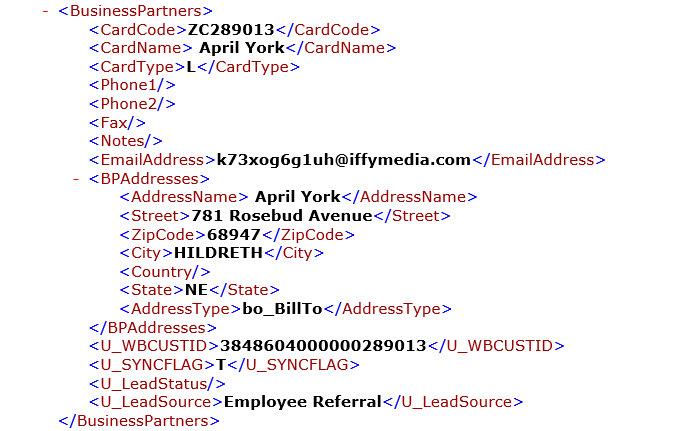 - <BusinessPartners>
<CardCode>ZC289013</CardCode>
<CardName> April York</CardName>
<CardType>L</CardType>
<Phone1/>
<Phone2/>
<Fax/>
<Notes/>
<EmailAddress>k73xog6g1uh@iffymedia.com</EmailAddress>
- <BPAddresses>
<AddressName> April York</AddressName>
<Street>781 Rosebud Avenue</Street>
<ZipCode>68947</ZipCode>
<City>HILDRETH</City>
<Country/>
<State>NE</State>
<AddressType>bo_BillTo</AddressType>
</BPAddresses>
<U_WBCUSTID>3848604000000289013</U_WBCUSTID>
<U_SYNCFLAG>T</U_SYNCFLAG>
<U_LeadStatus/>
<U_LeadSource>Employee Referral</U_LeadSource>
</BusinessPartners>